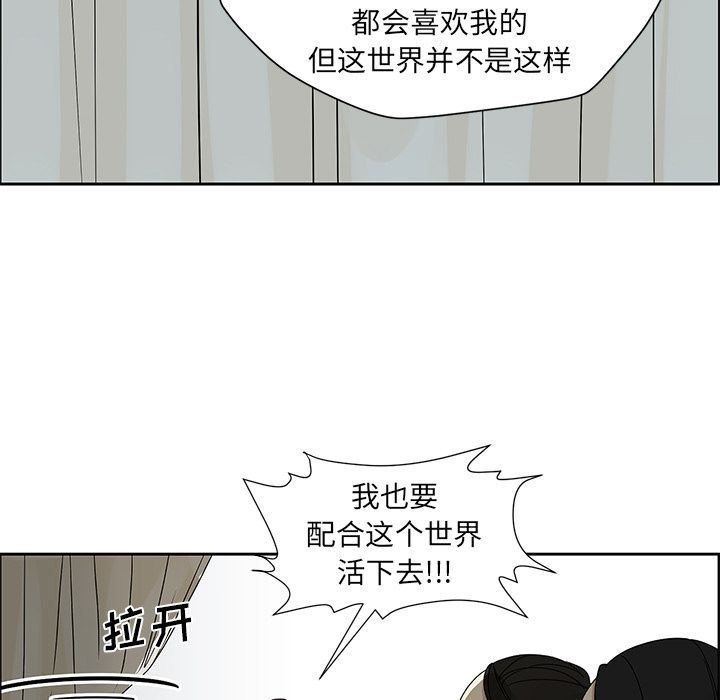 都会喜欢我的
但这世界并不是这样
我也要
配合这个世界
活下去!!!
拉开